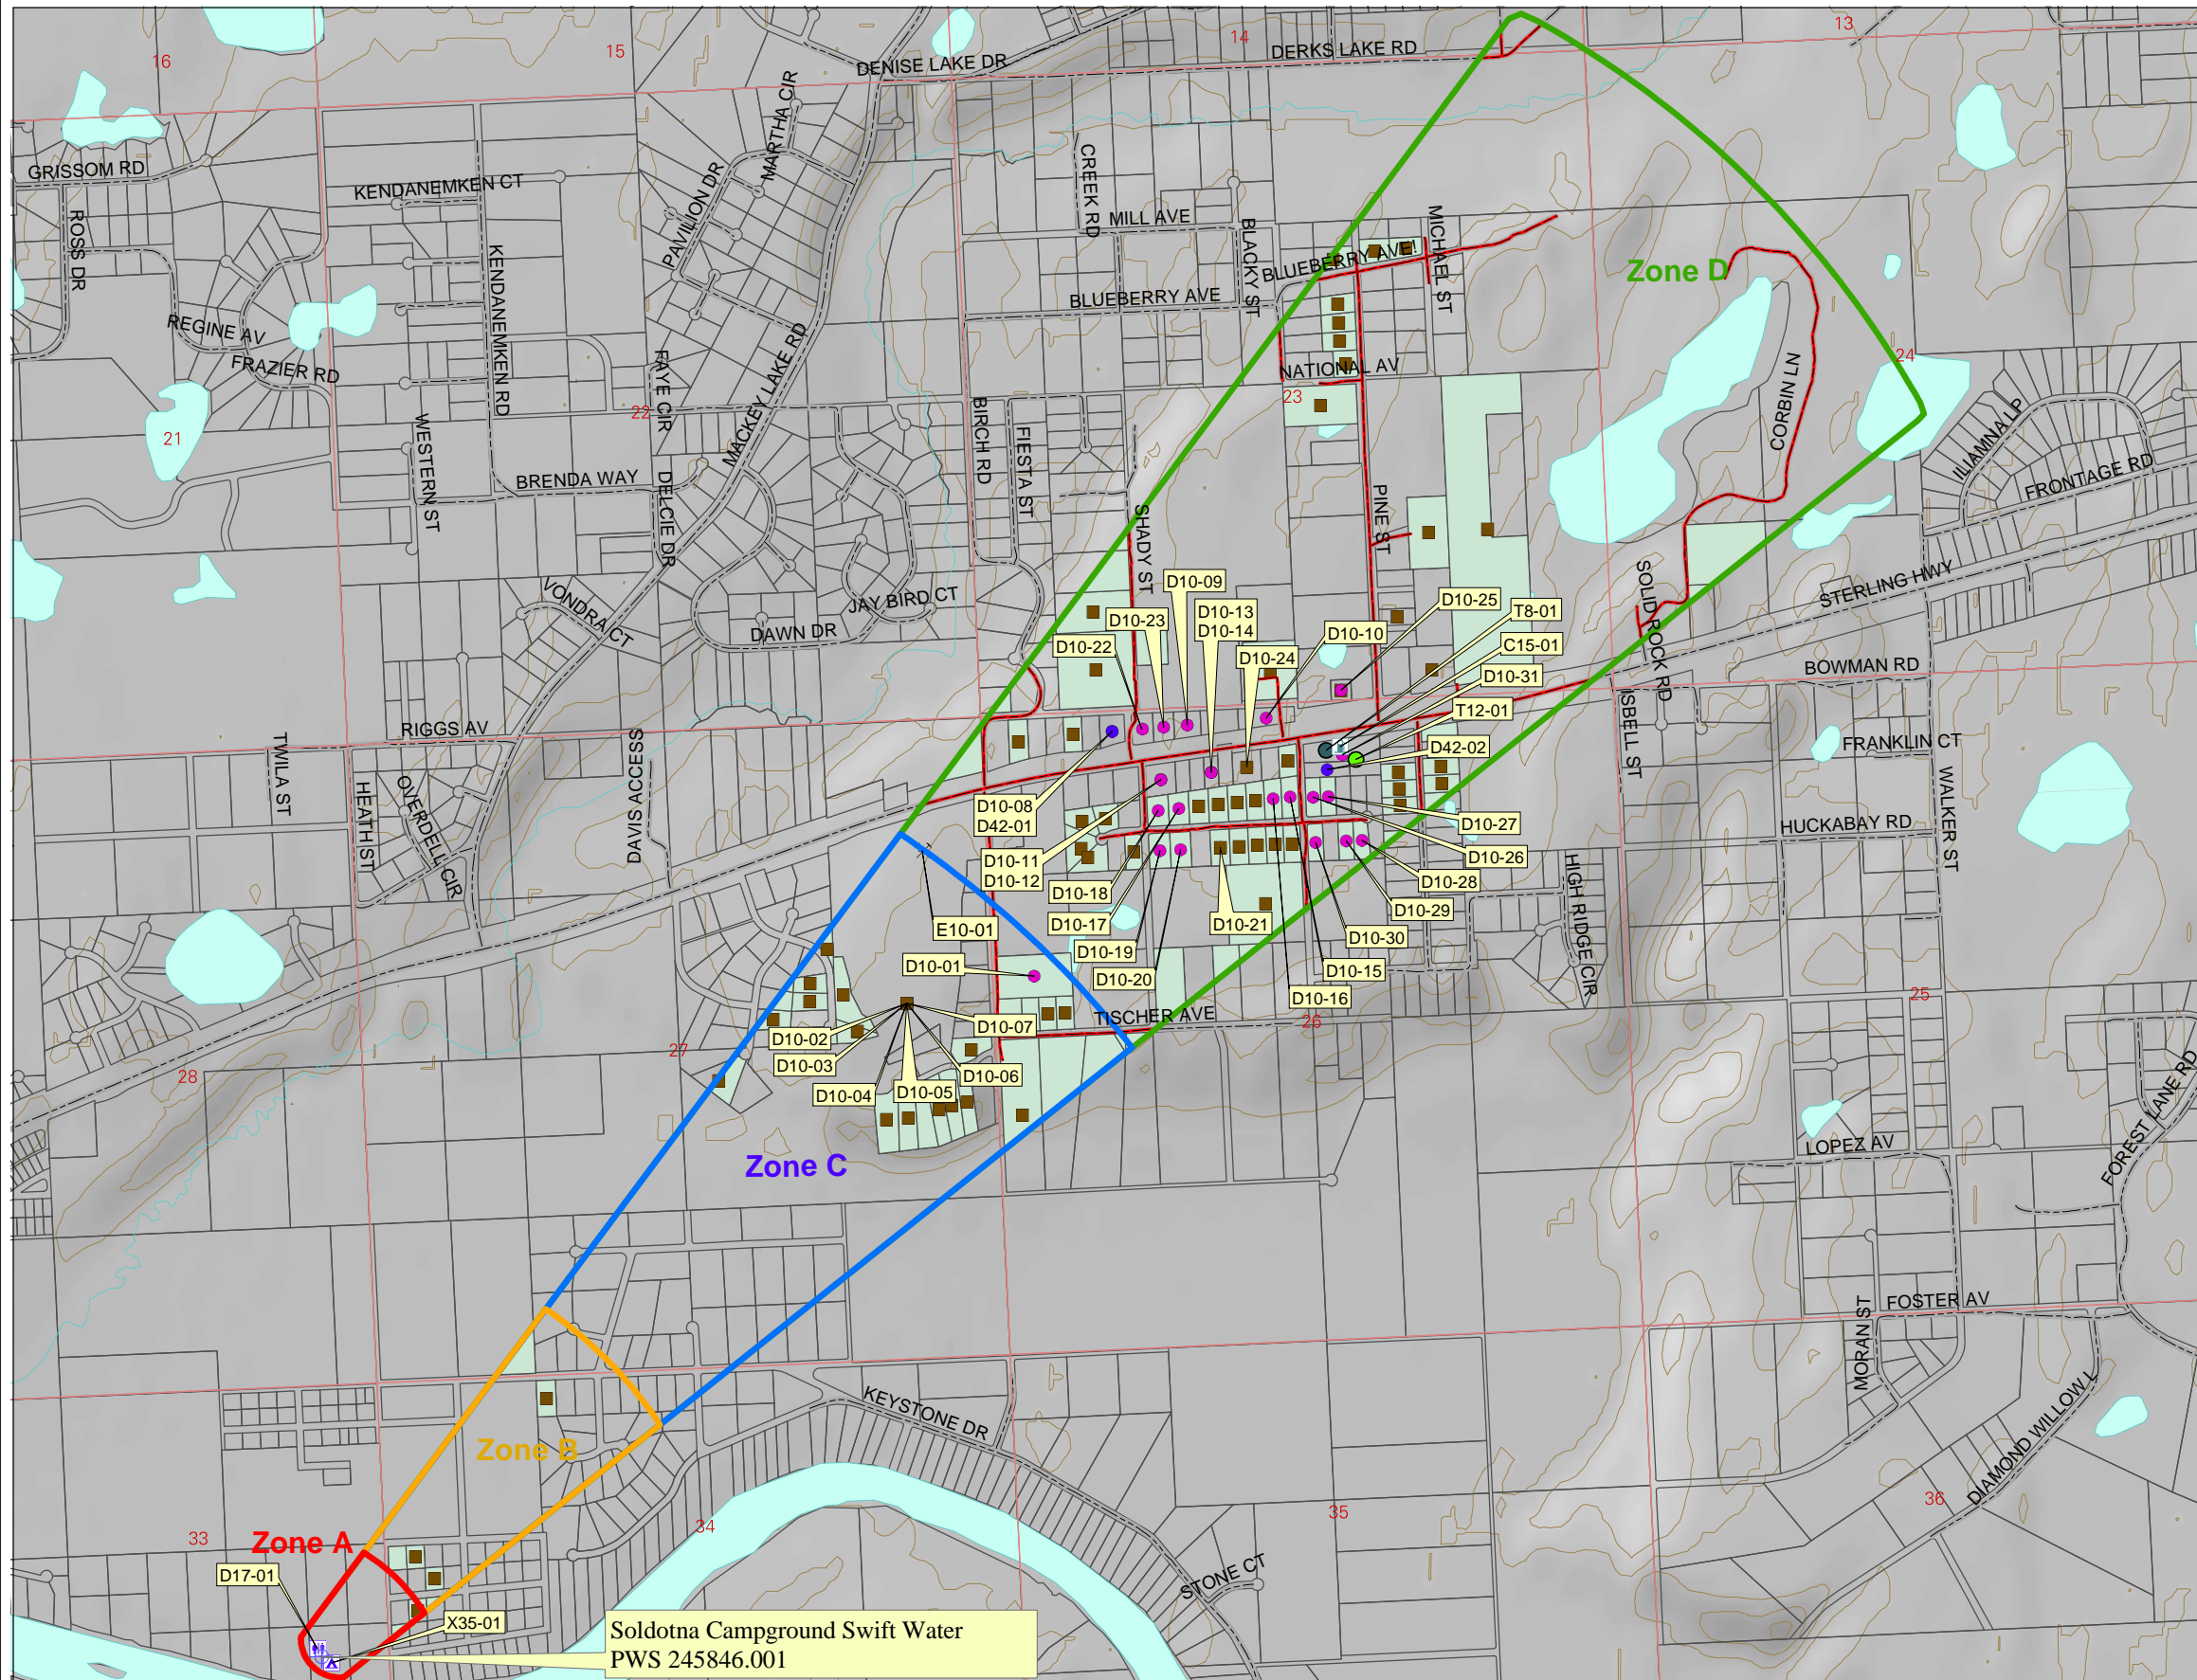 16
15
14
13
DERKS LAKE RD
DENISE LAKE DR
MARTHA CIR
GRISSOM RD
KENDANEMKEN CT
PAVILION DR
CREEK RD
MILL AVE
MICHAEL ST
ROSS DR
BLACKY ST
BLUEBERRY AVE!
Zone D
KENDANEMKEN RD
BLUEBERRY AVE
REGINE AV
FRAZIER RD
FAYE CIR
MACKEY LAKE RD
NATIONAL AV
24
CORBIN LN
23
22
21
BIRCH RD
FIESTA ST
WESTERN ST
ILIAMNA LP
FRONTAGE RD
BRENDA WAY
DELCIE DR
PINE ST
SHADY ST
STERLING HWY
VONDRA CT
JAY BIRD CT
DAWN DR
SOLID ROCK RD
D10-09
D10-25
D10-13
D10-14
T8-01
D10-23
D10-10
D10-22
D10-24
C15-01
D10-31
T12-01
D42-02
BOWMAN RD
RIGGS AV
ISBELL ST
FRANKLIN CT
TWILA ST
HEATH ST
OVERDELL CIR
DAVIS ACCESS
WALKER ST
D10-08
D42-01
HUCKABAY RD
D10-27
D10-11
D10-12
D10-26
D10-18
D10-28
HIGH RIDGE CIR
D10-29
D10-17
D10-21
E10-01
D10-30
D10-19
D10-01
D10-15
D10-20
D10-16
25
TISCHER AVE
26
D10-07
D10-02
27
D10-03
D10-06
28
D10-04
D10-05
FOREST LANE RD
LOPEZ AV
Zone C
FOSTER AV
MORAN ST
KEYSTONE DR
DIAMOND WILLOW L
Zone B
36
35
34
33
Zone A
D17-01
STONE CT
X35-01
Soldotna Campground Swift Water
PWS 245846.001